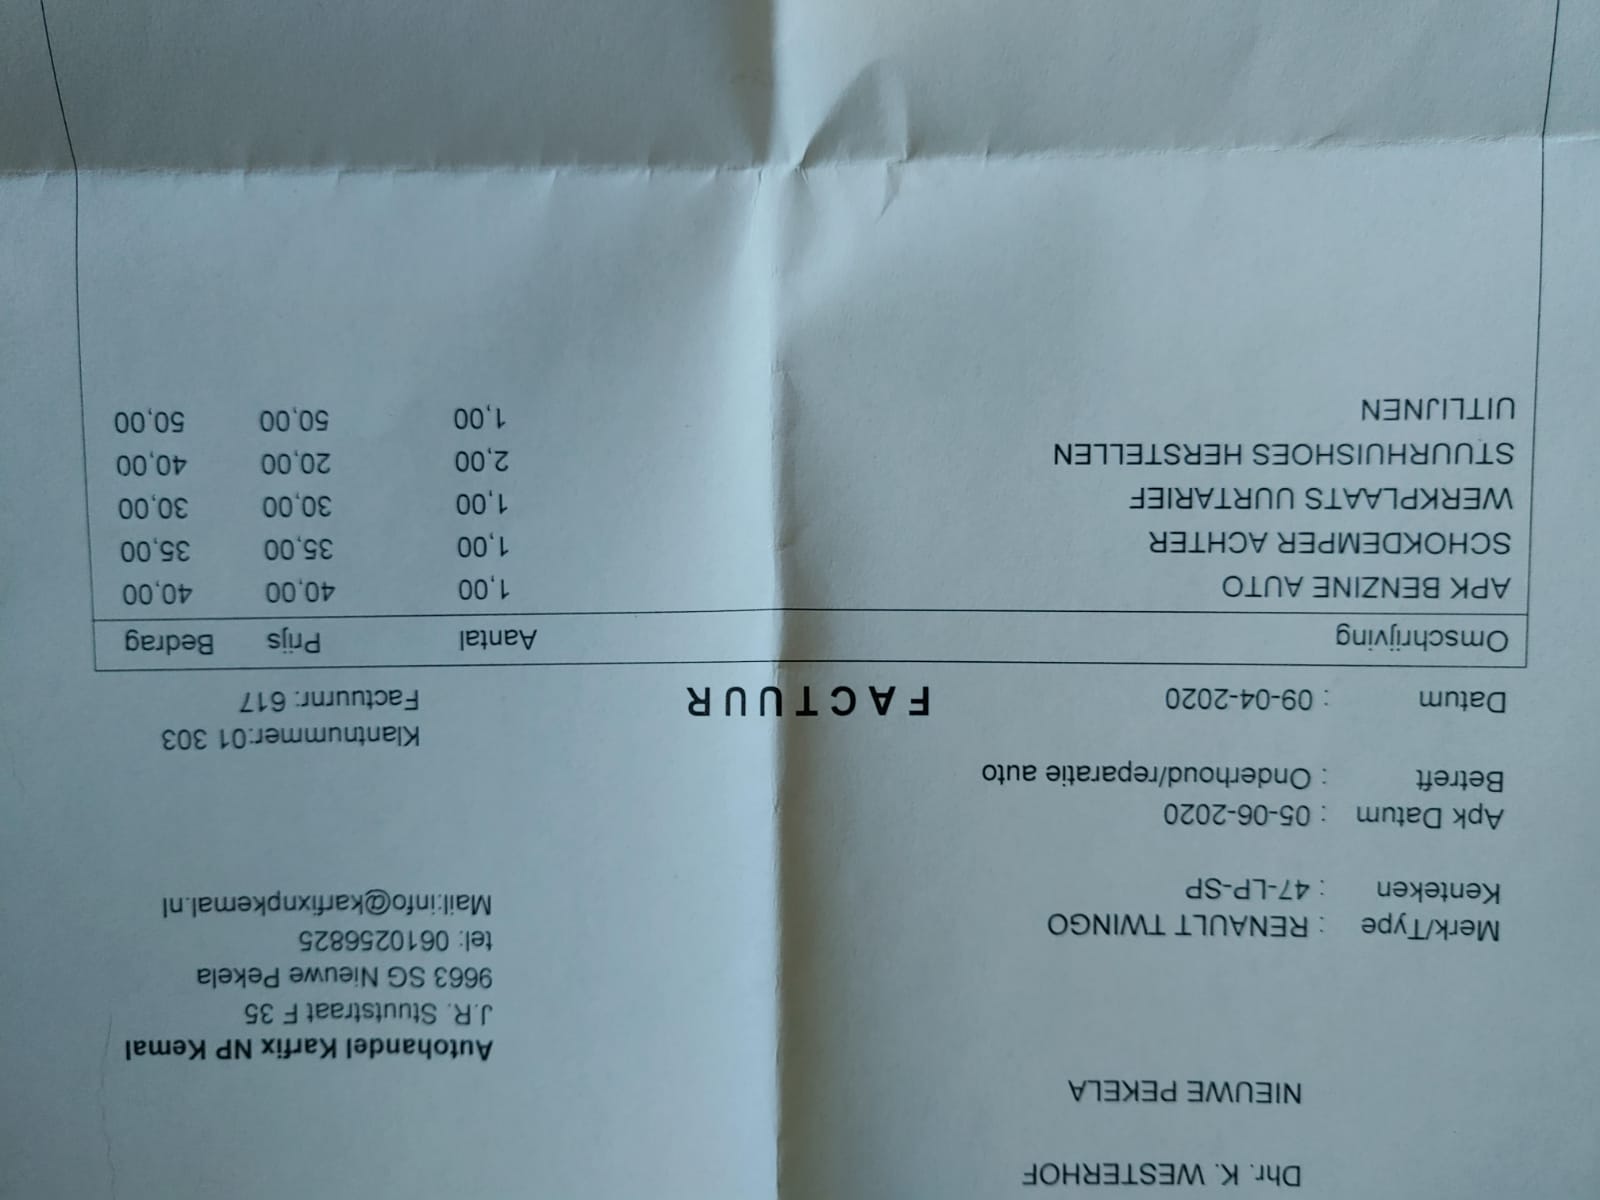 Dhr. K. WESTERHOF
NIEUWE PEKELA
Autohandel Karfix NP Kemal
J.R. Stuutstraat F 35
9663 SG Nieuwe Pekela
tel: 0610256825
Mail:info@karfixnpkemal.nl
Merk/Type : RENAULT TWINGO
Kenteken : 47-LP-SP
Apk Datum : 05-06-2020
Betreft : Onderhoud/reparatie auto
Klantnummer:01 303
Datum : 09-04-2020 FACTUUR Factuurnr: 617
Omschrijving Aantal Prijs Bedrag
APK BENZINE AUTO 1,00 40,00 40,00
SCHOKDEMPER ACHTER 1,00 35,00 35,00
WERKPLAATS UURTARIEF 1,00 30,00 30,00
STUURHUISHOES HERSTELLEN 2,00 20,00 40,00
UITLIJNEN 1,00 50,00 50,00